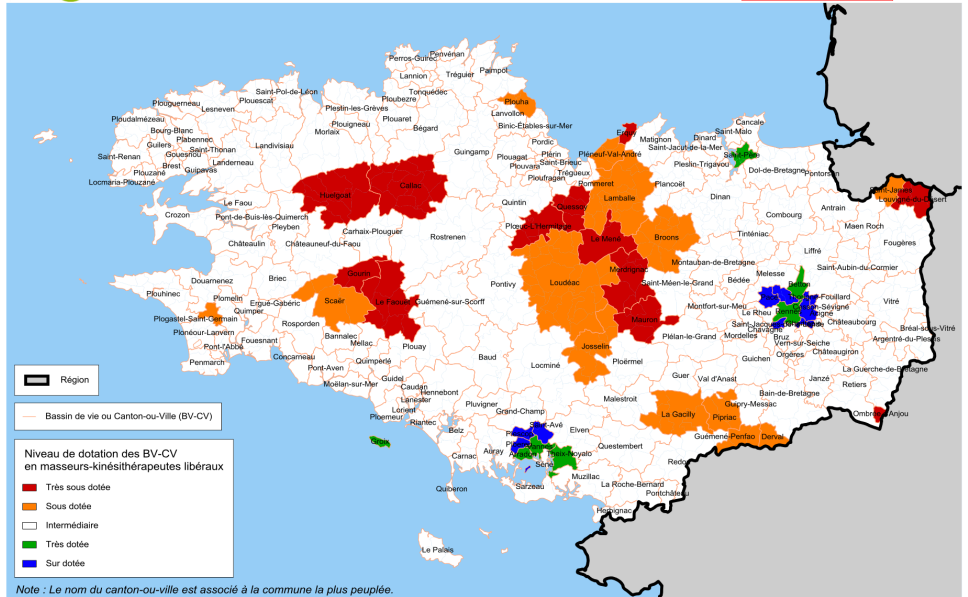 Perros-Guirec
Penvénan
Lannion
Tréguier
Paimpol
Saint-Pol-de-Léon
Ploubezre
Tonquédec
Plouguerneau
Plouescat
Plestin-les-Grèves
Plouha
Ploudalmézeau
Lesneven
Plouaret
Lanvollon
Plouigneau
Bourg-Blanc
Morlaix
Bégard
Binic-Étables-sur-Mer
Erquy
Matignon
Cancale
Plabennec
Saint-Malo
Dinard
Guilers
Saint-Thonan
Landivisiau
Pordic
Saint-Jacut-de-la-Mer
Gouesnou
Guingamp
Plouagat
Plérin
Pléneuf-Val-André
Saint-Père
Saint-Renan
Brest
Guipavas
Landerneau
Plouvara
Saint-Brieuc
Pleslin-Trigavou
Plouzané
Trégueux
Dol-de-Bretagne
Pontorson
Locmaria-Plouzané
Ploufragan
Pommeret
Plancoët
Callac
Huelgoat
Lamballe
Dinan
Saint-James
Le Faou
Quintin
Quessoy
Louvigné-du-Désert
Crozon
Pont-de-Buis-lès-Quimerch
Combourg
Antrain
Pleyben
Carhaix-Plouguer
Plœuc-L'Hermitage
Maen Roch
Rostrenen
Le Mené
Broons
Tinténiac
Châteaulin
Châteauneuf-du-Faou
Fougères
Liffré
Montauban-de-Bretagne
Gourin
Merdrignac
Melesse
Saint-Aubin-du-Cormier
Douarnenez
Briec
Loudéac
Saint-Méen-le-Grand
Bédée
Betton
Plouhinec
Plomelin
Scaër
Le Faouët
Guémené-sur-Scorff
Pontivy
Ergué-Gabéric
Montfort-sur-Meu
Vitré
Plogastel-Saint-Germain
Quimper
Le Rheu
Rennes
Mauron
Rosporden
Châteaubourg
Plonéour-Lanvern
Bannalec
Bréal-sous-Vitré
Plélan-le-Grand
Chavagne
Mordelles
Bruz
Pont-l'Abbé
Fouesnant
Mellac
Plouay
Josselin
Vern-sur-Seiche
Argentré-du-Plessis
Penmarch
Concarneau
Quimperlé
Baud
Ploërmel
Guichen
Orgères
Châteaugiron
Pont-Aven
Locminé
La Guerche-de-Bretagne
Guidel
Guer
Val d'Anast
Janzé
Moëlan-sur-Mer
Caudan
Hennebont
Retiers
Bain-de-Bretagne
Lanester
Pluvigner
Malestroit
Guipry-Messac
Lorient
Grand-Champ
La Gacilly
Pipriac
Ploemeur
Riantec
Saint-Avé
Elven
Belz
Guémené-Penfao
Derval
Groix
Auray
Questembert
Carnac
Arradon
Theix-Noyalo
Séné
Redon
Muzillac
Sarzeau
La Roche-Bernard
Quiberon
Pontchâteau
Herbignac
Le Palais
Région
Bassin de vie ou Canton-ou-Ville (BV-CV)
Niveau de dotation des BV-CV
en masseurs-kinésithérapeutes libéraux
Très sous dotée
Sous dotée
Intermédiaire
Très dotée
Sur dotée
Note : Le nom du canton-ou-ville est associé à la commune la plus peuplée.